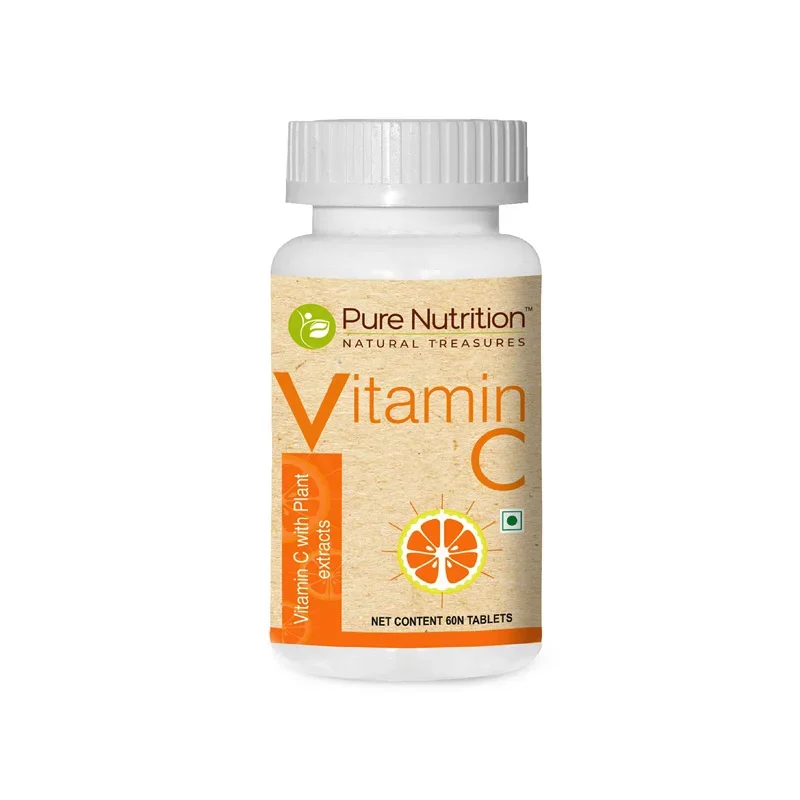 Pure Nutrition™
NATURAL TREASURES
Vitamin
C
Vitamin C with Plant
extracts
NET CONTENT 60N TABLETS